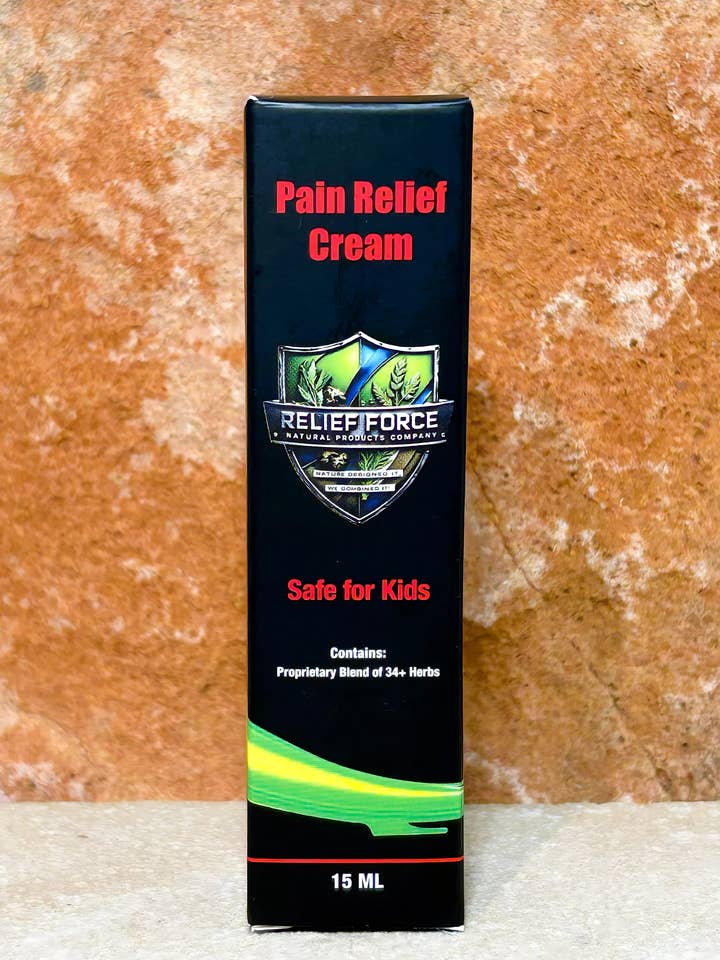 Pain Relief
Cream
RELIEF FORCE
NATURAL PRODUCTS COMPANY
NATURE DESIGNED IT,
WE COMBINED IT!
Safe for Kids
Contains:
Proprietary Blend of 34+ Herbs
15 ML